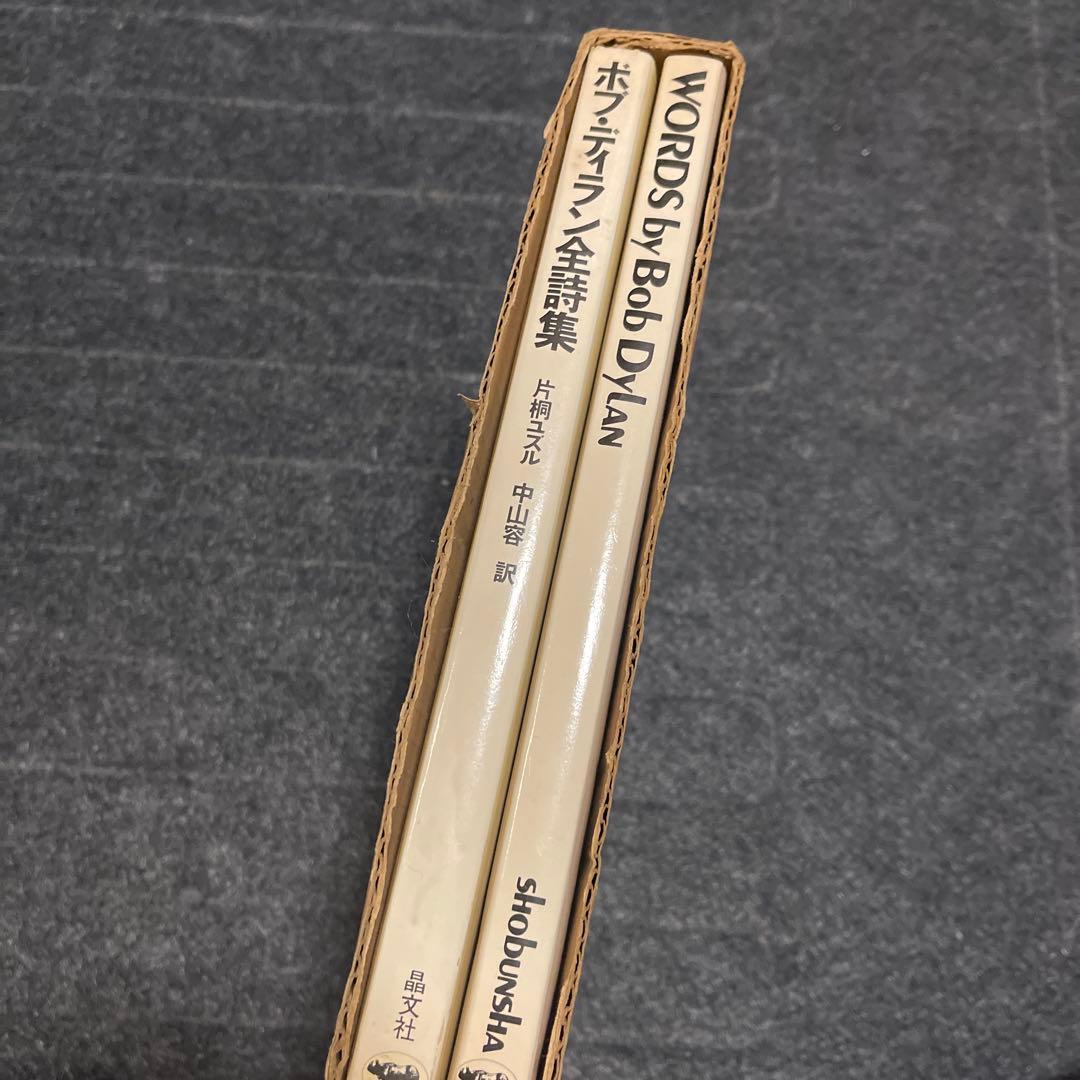 ボブ・ディラン全詩集
片桐ユズル 中山容 訳
晶文社
WORDS by Bob Dylan
shobunsha